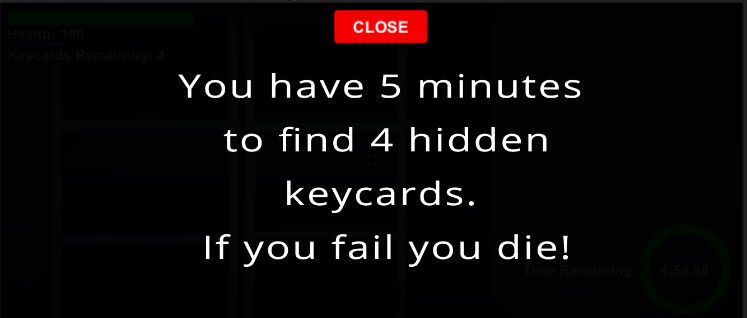 CLOSE
Health: 100
Keycards Remaining: 4
You have 5 minutes
to find 4 hidden
keycards.
If you fail you die!
Time Remaining: 4:59.98